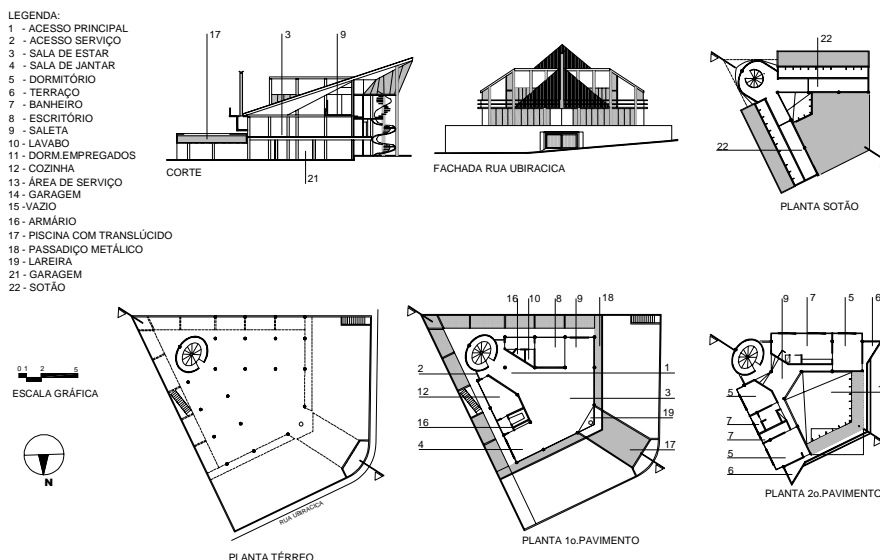 LEGENDA:
1 - ACESSO PRINCIPAL
2 - ACESSO SERVIÇO
3 - SALA DE ESTAR
4 - SALA DE JANTAR
5 - DORMITÓRIO
6 - TERRAÇO
7 - BANHEIRO
8 - ESCRITÓRIO
9 - SALETA
10 - LAVABO
11 - DORM.EMPREGADOS
12 - COZINHA
13 - ÁREA DE SERVIÇO
14 - GARAGEM
15 -VAZIO
16 - ARMÁRIO
17 - PISCINA COM TRANSLÚCIDO
18 - PASSADIÇO METÁLICO
19 - LAREIRA
21 - GARAGEM
22 - SOTÃO
17 3 9
21
CORTE
FACHADA RUA UBIRACICA
22
22
PLANTA SOTÃO
0 1 2 5
ESCALA GRÁFICA
N
RUA UBIRACICA
PLANTA TÉRREO
16 10 8 9 18
2
12
16
4
1
3
19
17
PLANTA 1o.PAVIMENTO
9 7 5 6
5
7
7
5
6
PLANTA 2o.PAVIMENTO